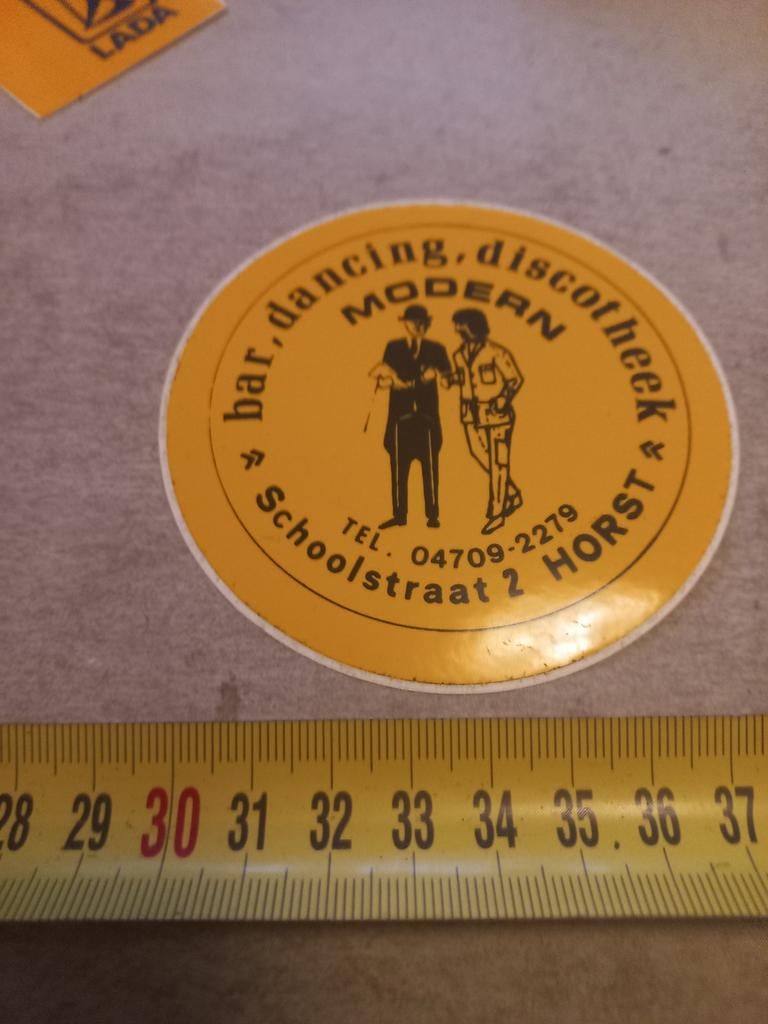 LADA
bar, dancing, discotheek
MODERN
TEL. 04709-2279
« Schoolstraat 2 HORST »
28 29 30 31 32 33 34 35 36 37